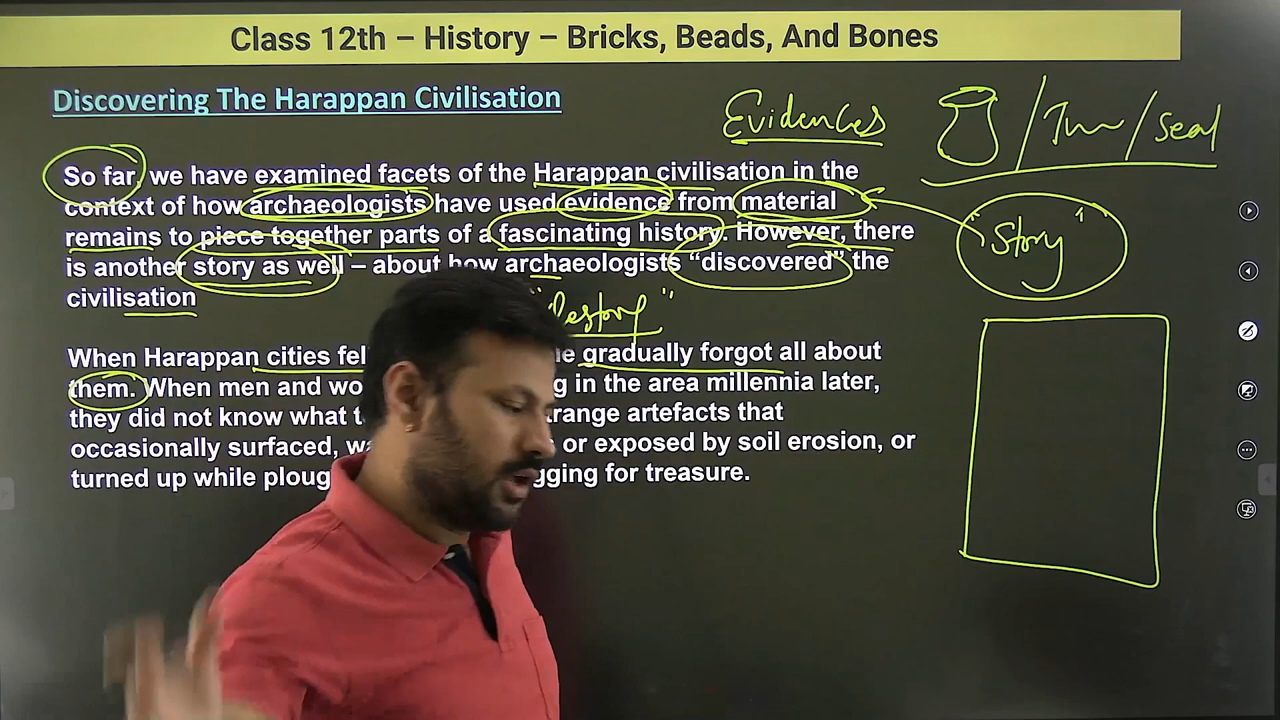 Class 12th – History – Bricks, Beads, And Bones
Discovering The Harappan Civilisation
Evidences
/ / seal
So far, we have examined facets of the Harappan civilisation in the
context of how archaeologists have used evidence from material
remains to piece together parts of a fascinating history. However, there
is another story as well – about how archaeologists “discovered” the
civilisation
"Story"
When Harappan cities fel gradually forgot all about
them. When men and wo in the area millennia later,
they did not know what t artefacts that
occasionally surfaced, or exposed by soil erosion, or
turned up while for treasure.